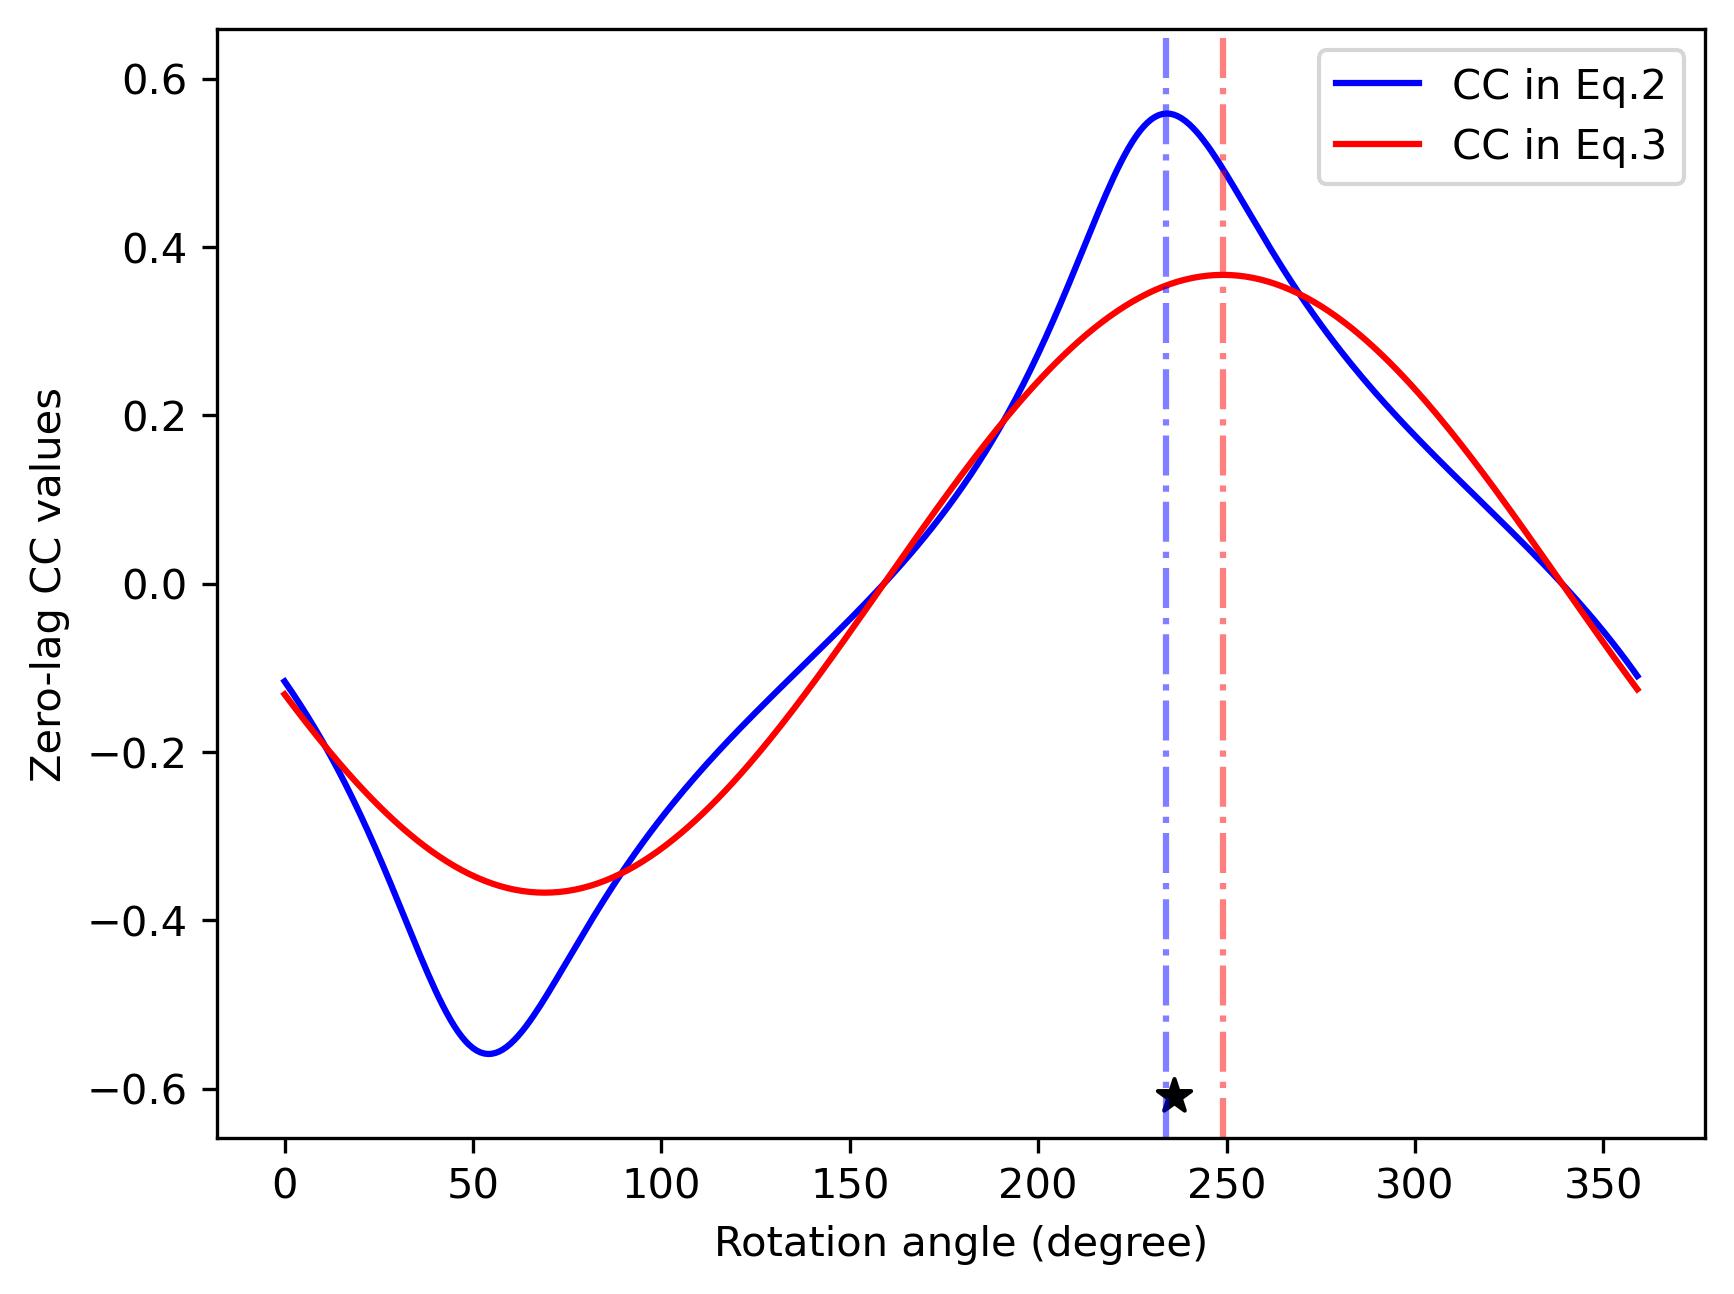 0.6
0.4
0.2
0.0
−0.2
−0.4
−0.6
Zero-lag CC values
CC in Eq.2
CC in Eq.3
0 50 100 150 200 250 300 350
Rotation angle (degree)